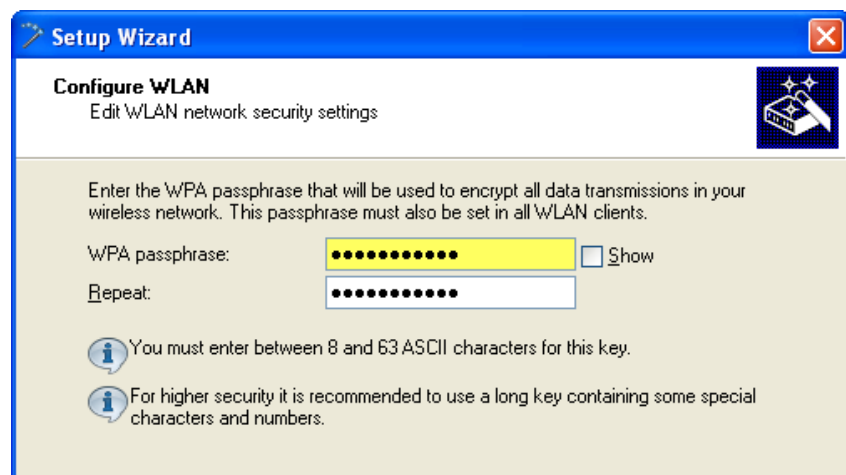 Setup Wizard
Configure WLAN
Edit WLAN network security settings
Enter the WPA passphrase that will be used to encrypt all data transmissions in your
wireless network. This passphrase must also be set in all WLAN clients.
WPA passphrase: ●●●●●●●●●●● Show
Repeat: ●●●●●●●●●●●
You must enter between 8 and 63 ASCII characters for this key.
For higher security it is recommended to use a long key containing some special
characters and numbers.